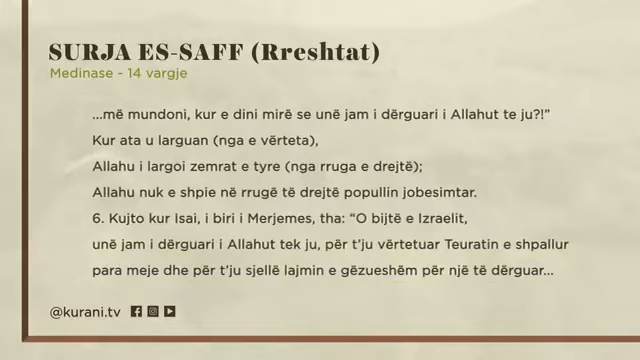 SURJA ES-SAFF (Rreshtat)
Medinase - 14 vargje
...më mundoni, kur e dini mirë se unë jam i dërguari i Allahut te ju?!”
Kur ata u larguan (nga e vërteta),
Allahu i largoi zemrat e tyre (nga rruga e drejtë);
Allahu nuk e shpie në rrugë të drejtë popullin jobesimtar.
6. Kujto kur Isai, i biri i Merjemes, tha: “O bijtë e Izraelit,
unë jam i dërguari i Allahut tek ju, për t’ju vërtetuar Teuratin e shpallur
para meje dhe për t’ju sjellë lajmin e gëzueshëm për një të dërguar...
@kurani.tv